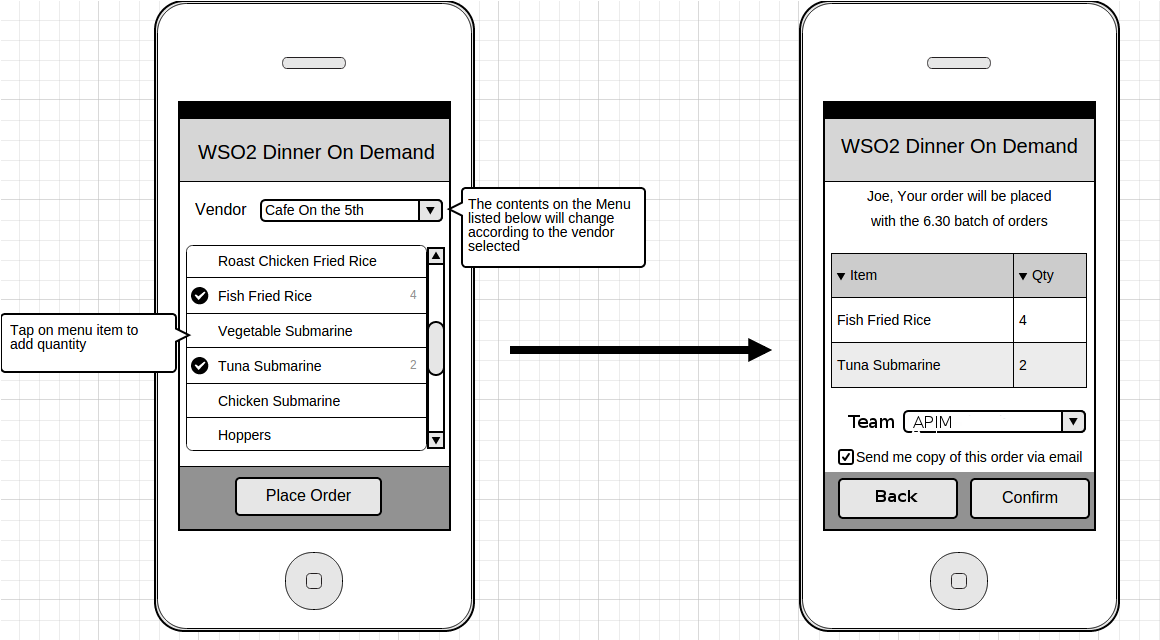 WSO2 Dinner On Demand
Vendor Cafe On the 5th
The contents on the Menu
listed below will change
according to the vendor
selected
Roast Chicken Fried Rice
Fish Fried Rice 4
Vegetable Submarine
Tuna Submarine 2
Chicken Submarine
Hoppers
Tap on menu item to
add quantity
Place Order
WSO2 Dinner On Demand
Joe, Your order will be placed
with the 6.30 batch of orders
Item Qty
Fish Fried Rice 4
Tuna Submarine 2
Team APIM
Send me copy of this order via email
Back Confirm